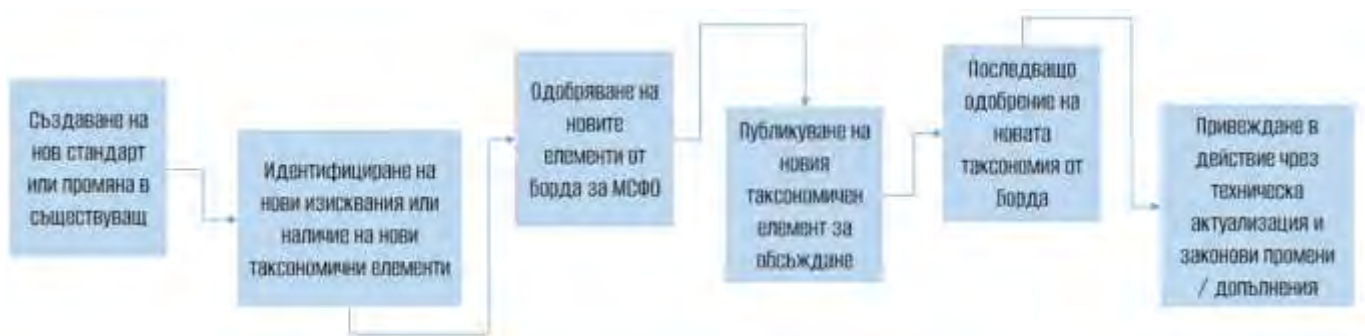 Създаване на
нов стандарт
или промяна в
съществуващ
Идентифициране на
нови изисквания или
наличие на нови
таксономични елементи
Одобряване на
новите
елементи от
борда за МСФО
Публикуване на
новия
таксономичен
елемент за
обсъждане
Последващо
одобрение на
новата
таксономия от
Борда
Привеждане в
действие чрез
техническа
актуализация и
законови промени
/ допълнения